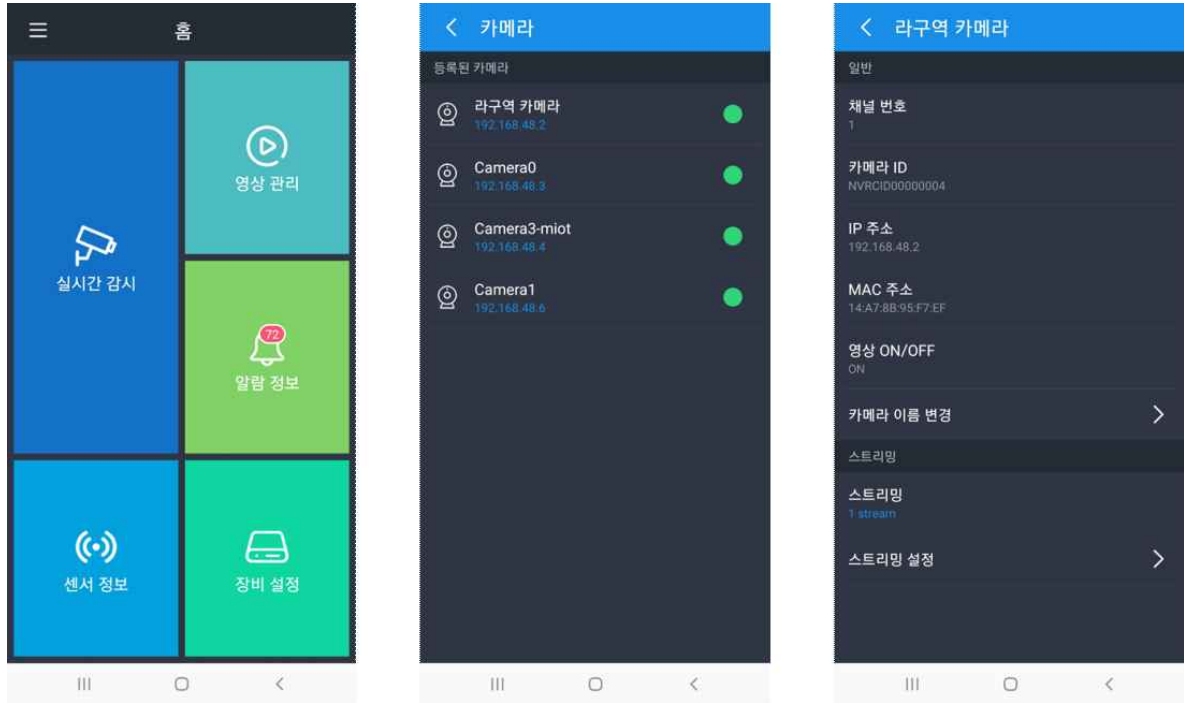 홈
영상 관리
실시간 감시
72
알람 정보
센서 정보
장비 설정
카메라
등록된 카메라
라구역 카메라
192.168.48.2
Camera0
192.168.48.3
Camera3-miot
192.168.48.4
Camera1
192.168.48.6
라구역 카메라
일반
채널 번호
1
카메라 ID
NVRCID00000004
IP 주소
192.168.48.2
MAC 주소
14:A7:8B:95:F7:EF
영상 ON/OFF
ON
카메라 이름 변경
스트리밍
스트리밍
1 stream
스트리밍 설정